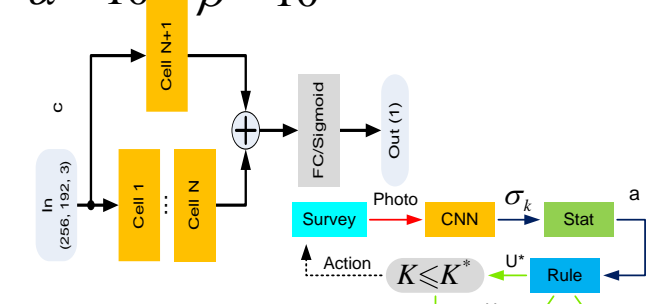 Cell N+1
c
In
(256, 192, 3)
Cell 1
...
Cell N
+
FC/Sigmoid
Out (1)
Survey
Photo
CNN
σ_k
Stat
a
Action
K⩽K*
U*
Rule